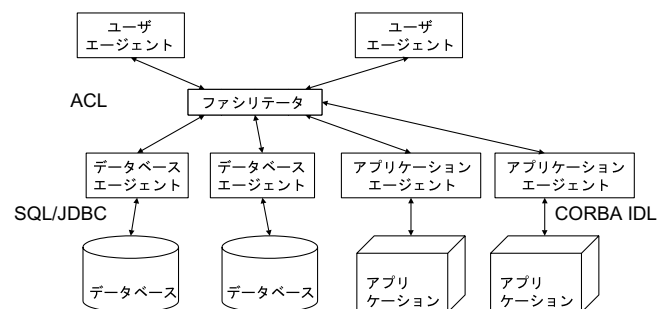 ユーザ
エージェント
ユーザ
エージェント
ACL
ファシリテータ
データベース
エージェント
データベース
エージェント
アプリケーション
エージェント
アプリケーション
エージェント
SQL/JDBC
CORBA IDL
データベース
データベース
アプリ
ケーション
アプリ
ケーション